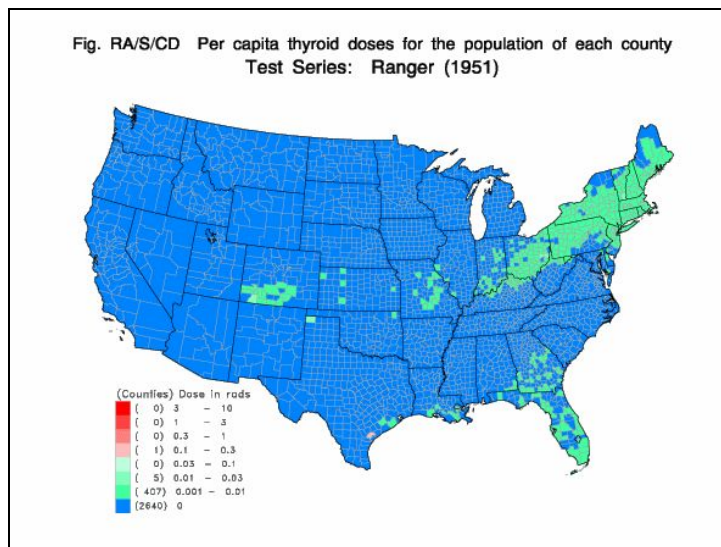 Fig. RA/S/CD Per capita thyroid doses for the population of each county
Test Series: Ranger (1951)
(Counties) Dose in rads
( 0) 3 - 10
( 0) 1 - 3
( 0) 0.3 - 1
( 1) 0.1 - 0.3
( 0) 0.03 - 0.1
( 5) 0.01 - 0.03
( 407) 0.001 - 0.01
(2640) 0